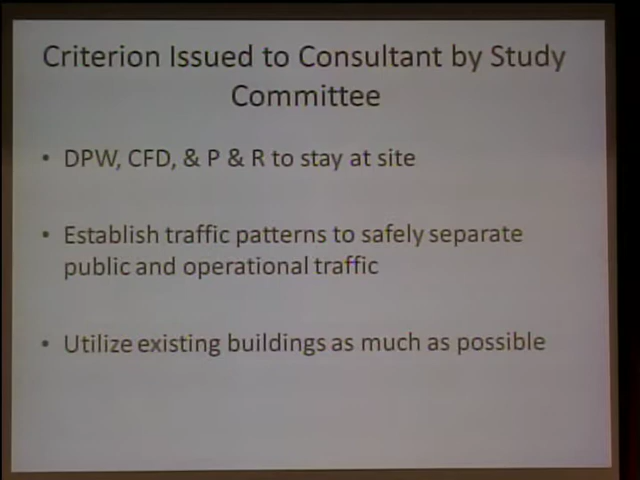 Criterion Issued to Consultant by Study
Committee
• DPW, CFD, & P & R to stay at site
• Establish traffic patterns to safely separate
public and operational traffic
• Utilize existing buildings as much as possible